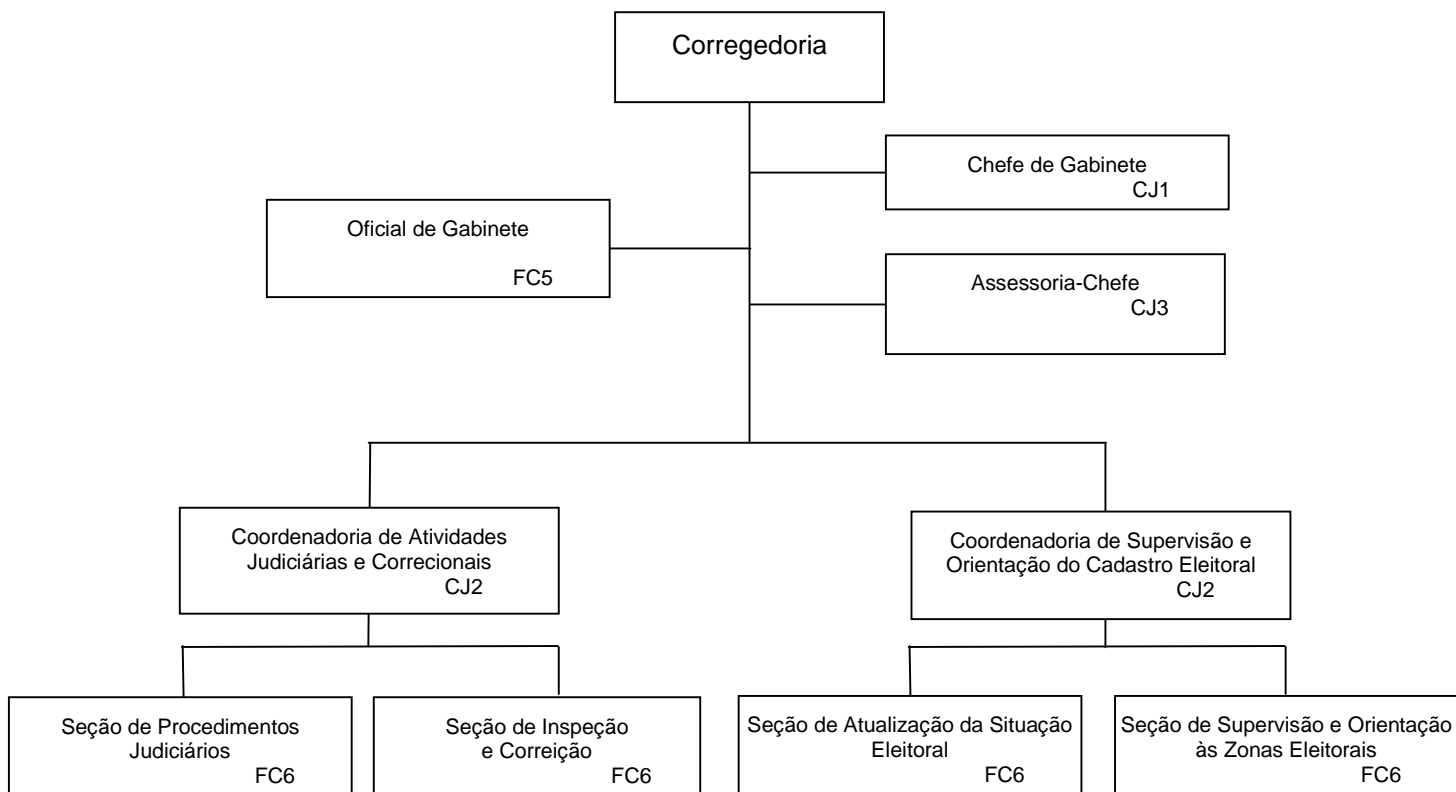 Corregedoria
Chefe de Gabinete
CJ1
Oficial de Gabinete
FC5
Assessoria-Chefe
CJ3
Coordenadoria de Atividades
Judiciárias e Correcionais
CJ2
Coordenadoria de Supervisão e
Orientação do Cadastro Eleitoral
CJ2
Seção de Procedimentos
Judiciários
FC6
Seção de Inspeção
e Correição
FC6
Seção de Atualização da Situação
Eleitoral
FC6
Seção de Supervisão e Orientação
às Zonas Eleitorais
FC6